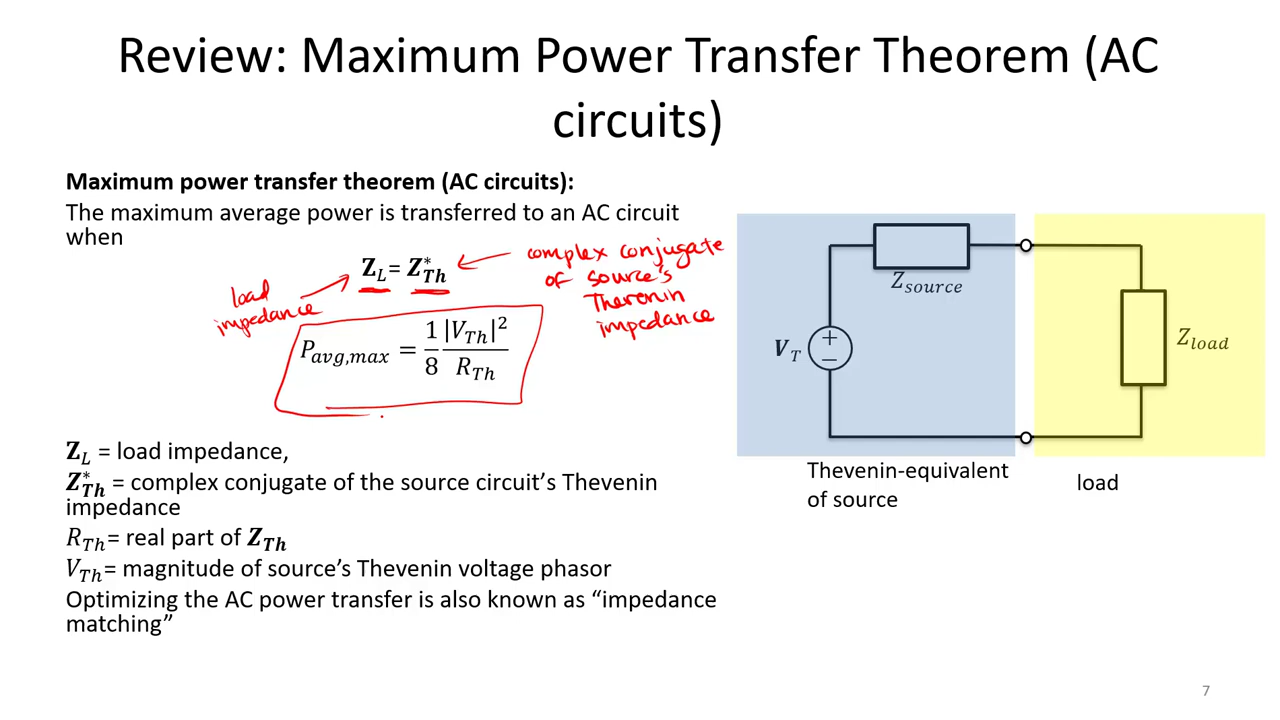 Review: Maximum Power Transfer Theorem (AC
circuits)
Maximum power transfer theorem (AC circuits):
The maximum average power is transferred to an AC circuit
when
Z_L = Z*_Th
complex conjugate
of source's
Thevenin
impedance
load
impedance
P_avg,max = 1/8 |V_Th|²/R_Th
Z_L = load impedance,
Z*_Th = complex conjugate of the source circuit's Thevenin
impedance
R_Th= real part of Z_Th
V_Th= magnitude of source's Thevenin voltage phasor
Optimizing the AC power transfer is also known as “impedance
matching”
Z_source
V_T
+
−
Z_load
Thevenin-equivalent
of source
load
7